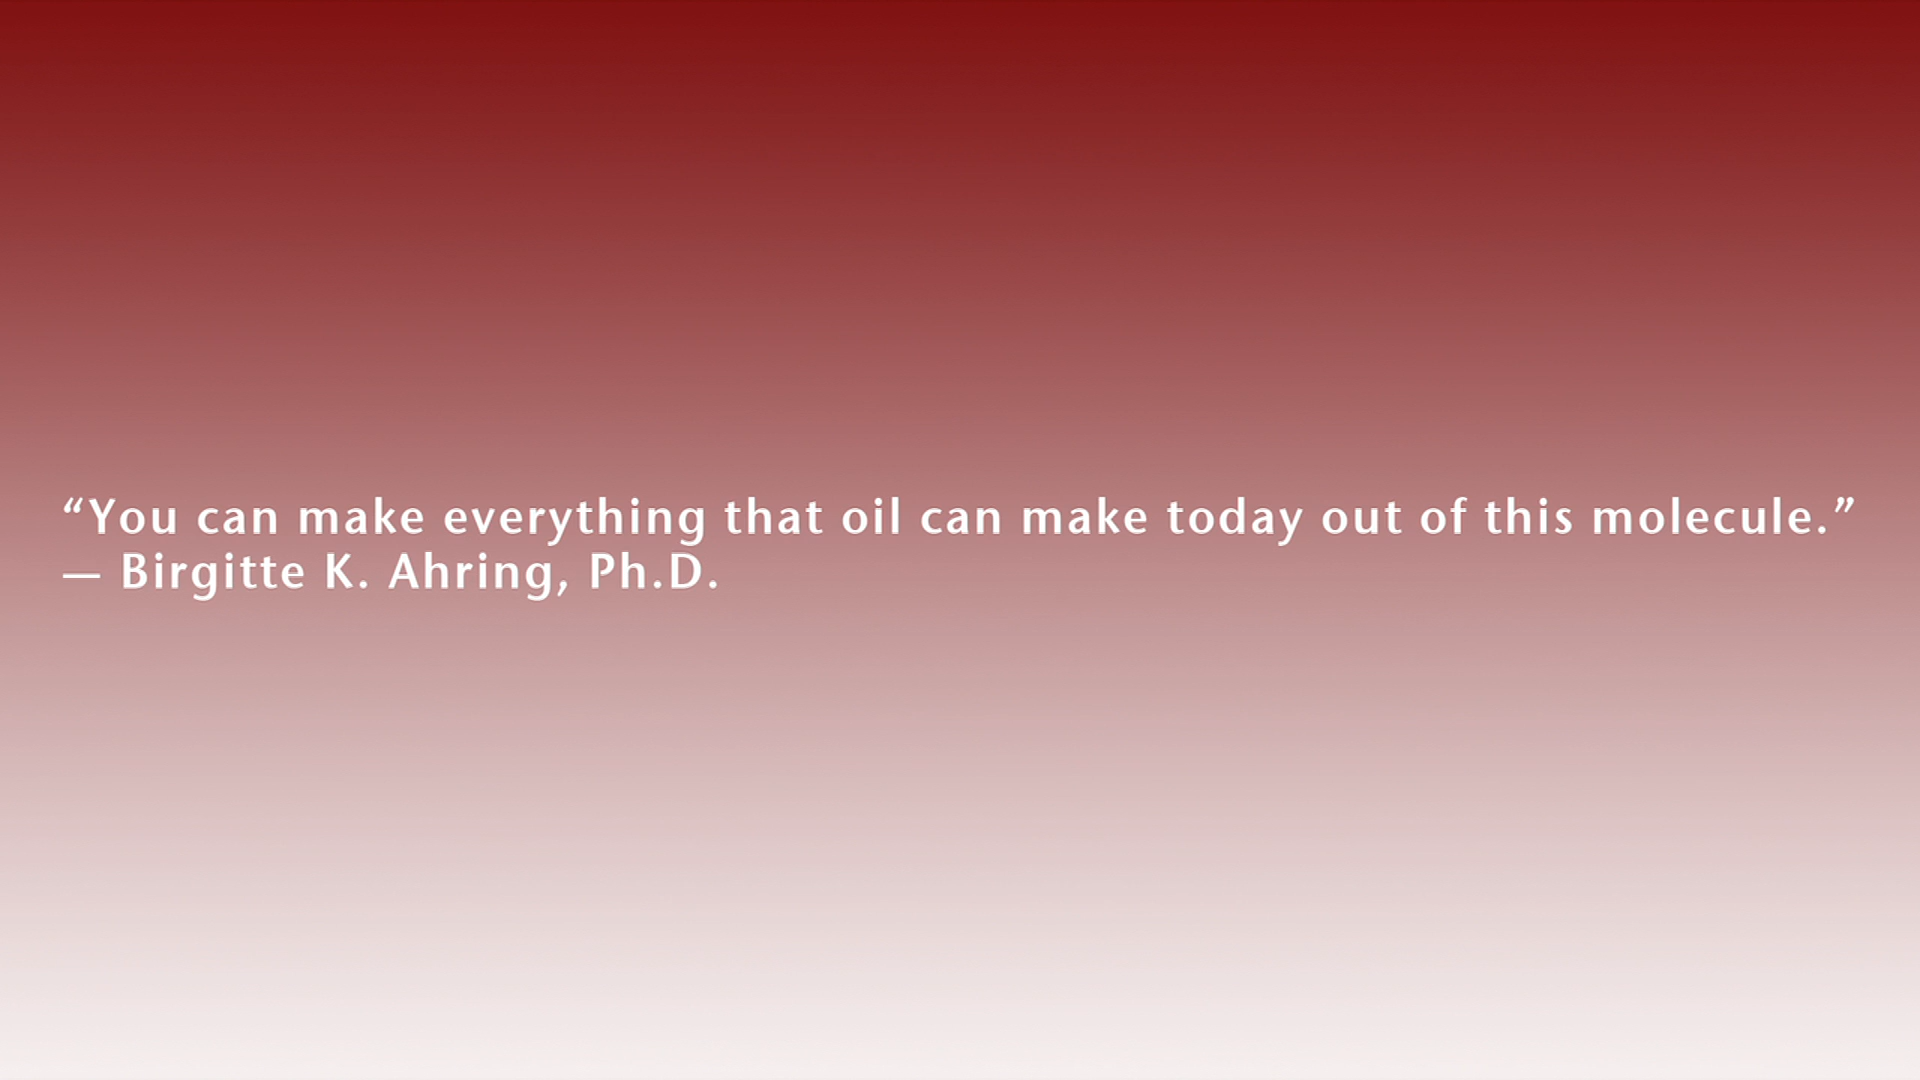 “You can make everything that oil can make today out of this molecule.”
— Birgitte K. Ahring, Ph.D.